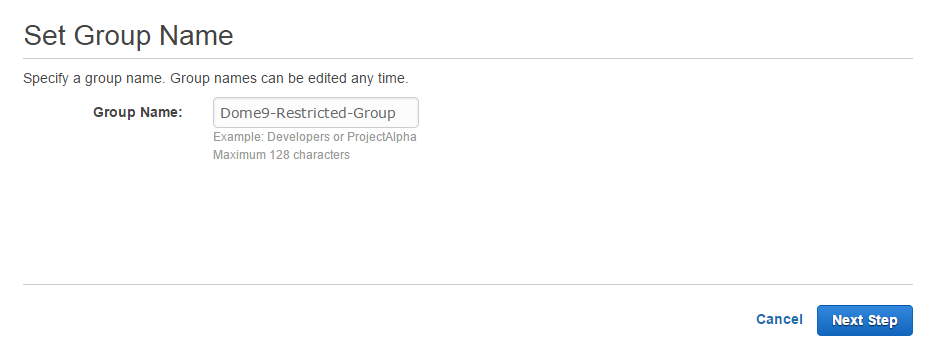 Set Group Name
Specify a group name. Group names can be edited any time.
Group Name: Dome9-Restricted-Group
Example: Developers or ProjectAlpha
Maximum 128 characters
Cancel Next Step